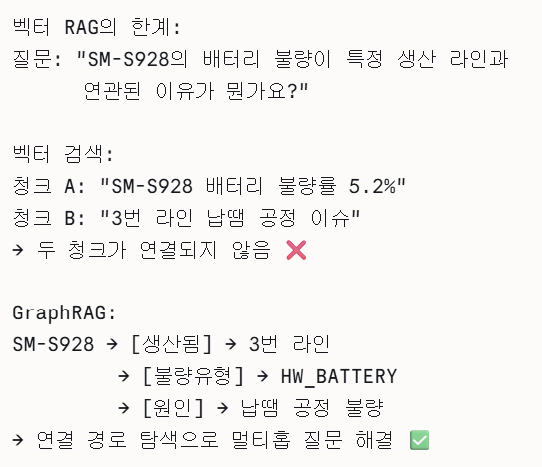 벡터 RAG의 한계:
질문: "SM-S928의 배터리 불량이 특정 생산 라인과
연관된 이유가 뭔가요?"
벡터 검색:
청크 A: "SM-S928 배터리 불량률 5.2%"
청크 B: "3번 라인 납땜 공정 이슈"
→ 두 청크가 연결되지 않음 ❌
GraphRAG:
SM-S928 → [생산됨] → 3번 라인
→ [불량유형] → HW_BATTERY
→ [원인] → 납땜 공정 불량
→ 연결 경로 탐색으로 멀티홉 질문 해결 ✅